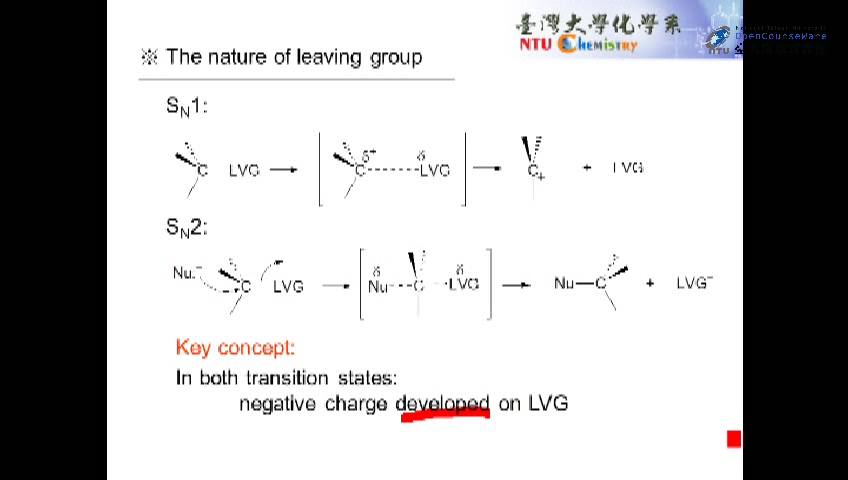 臺灣大學化學系
NTU Chemistry
OpenCourseWare
NTU
※ The nature of leaving group
SN1:
C LVG
C δ+ δ LVG
C+ + LVG
SN2:
Nu:− C LVG
δ Nu C δ LVG
Nu C + LVG−
Key concept:
In both transition states:
negative charge developed on LVG